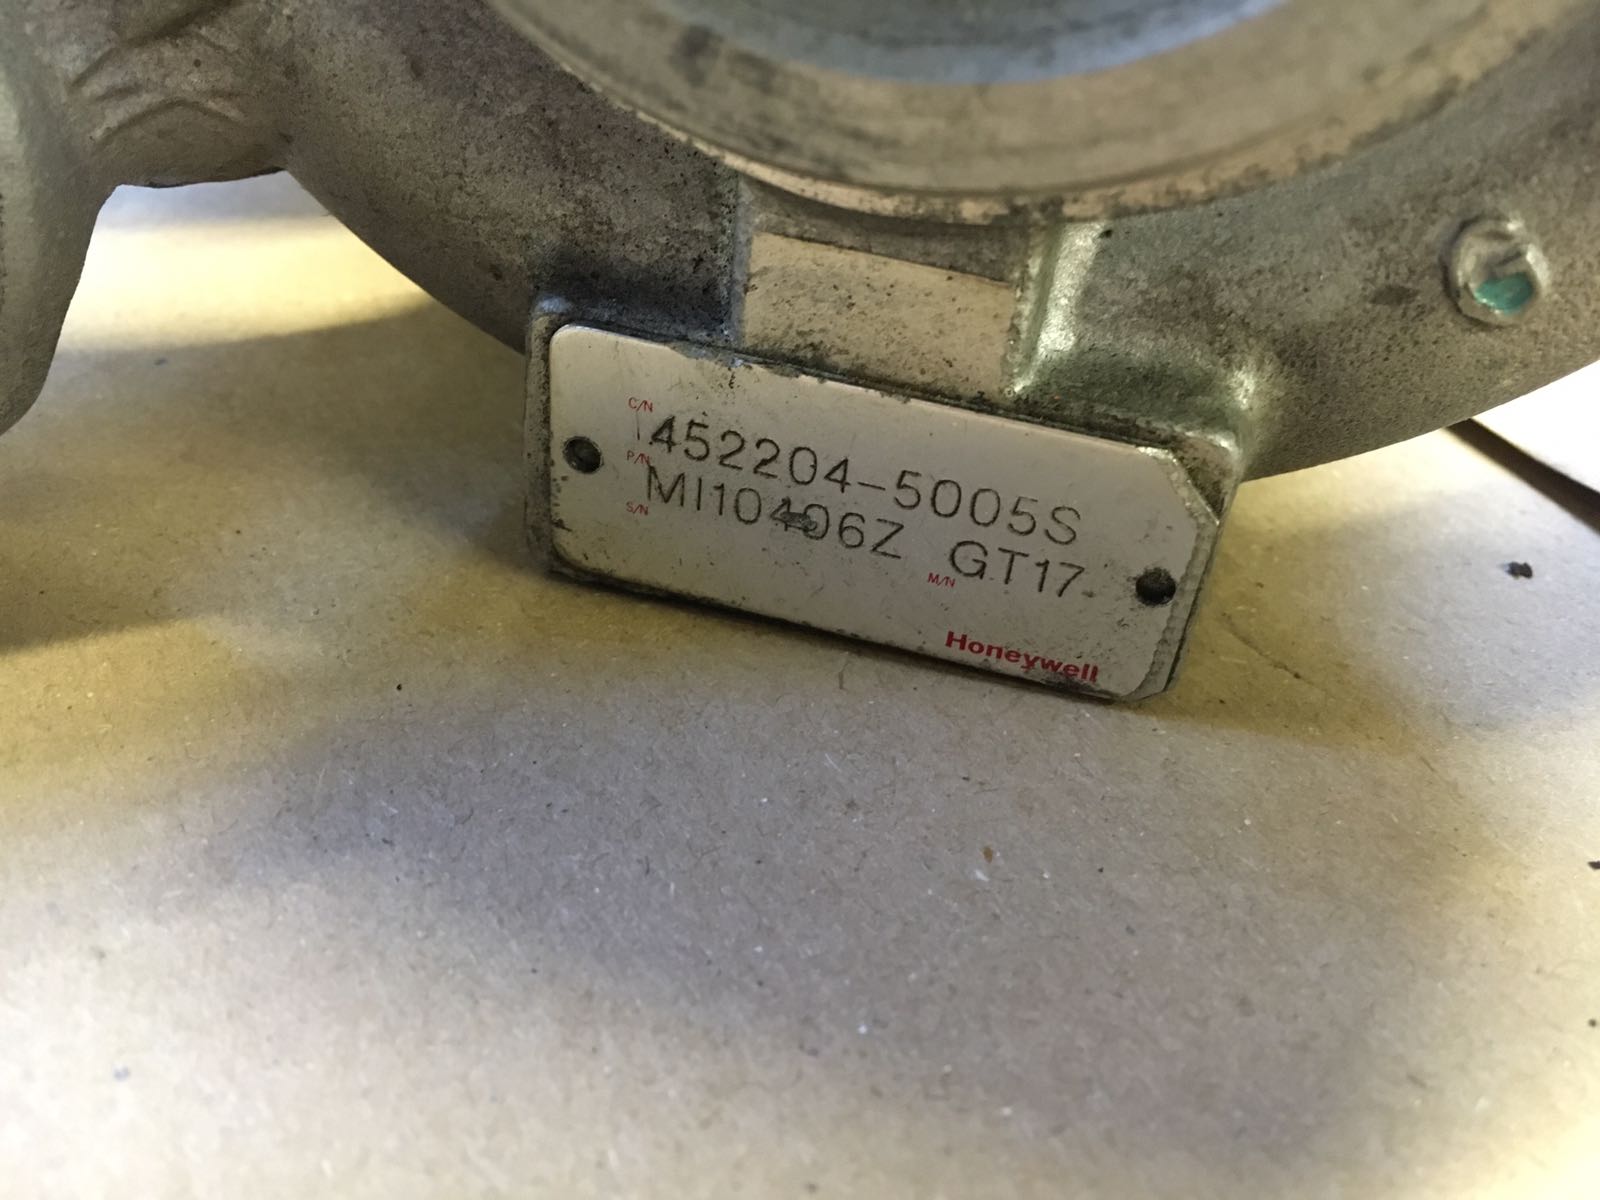 C/N
452204-5005S
P/N
MI10406Z GT17
S/N
M/N
Honeywell